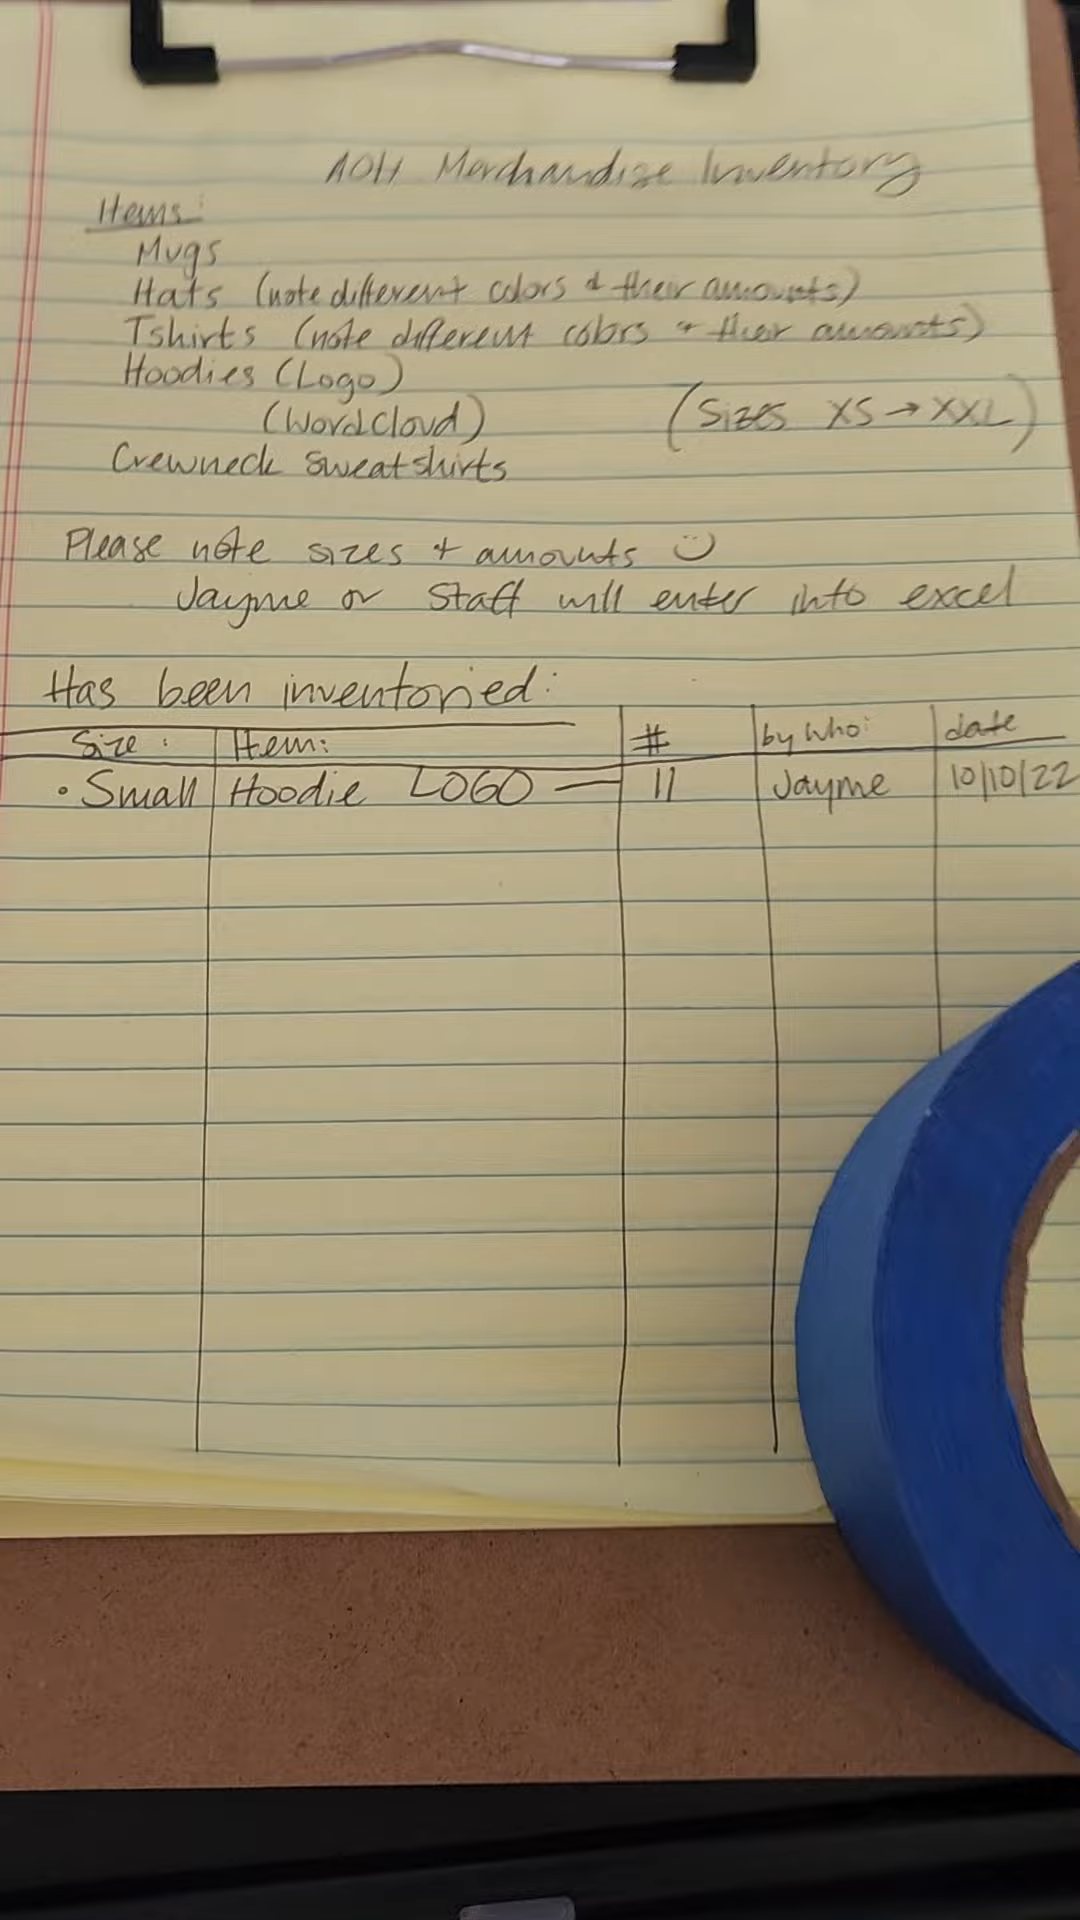 AOH Merchandise Inventory
Items:
Mugs
Hats (note different colors & their amounts)
Tshirts (note different colors + their amounts)
Hoodies (Logo)
(WordCloud) (Sizes XS → XXL)
Crewneck sweatshirts
Please note sizes + amounts ☺
Jayme or Staff will enter into excel
Has been inventoried:
Size: Item: # by who: date
• Small Hoodie LOGO — 11 Jayme 10/10/22